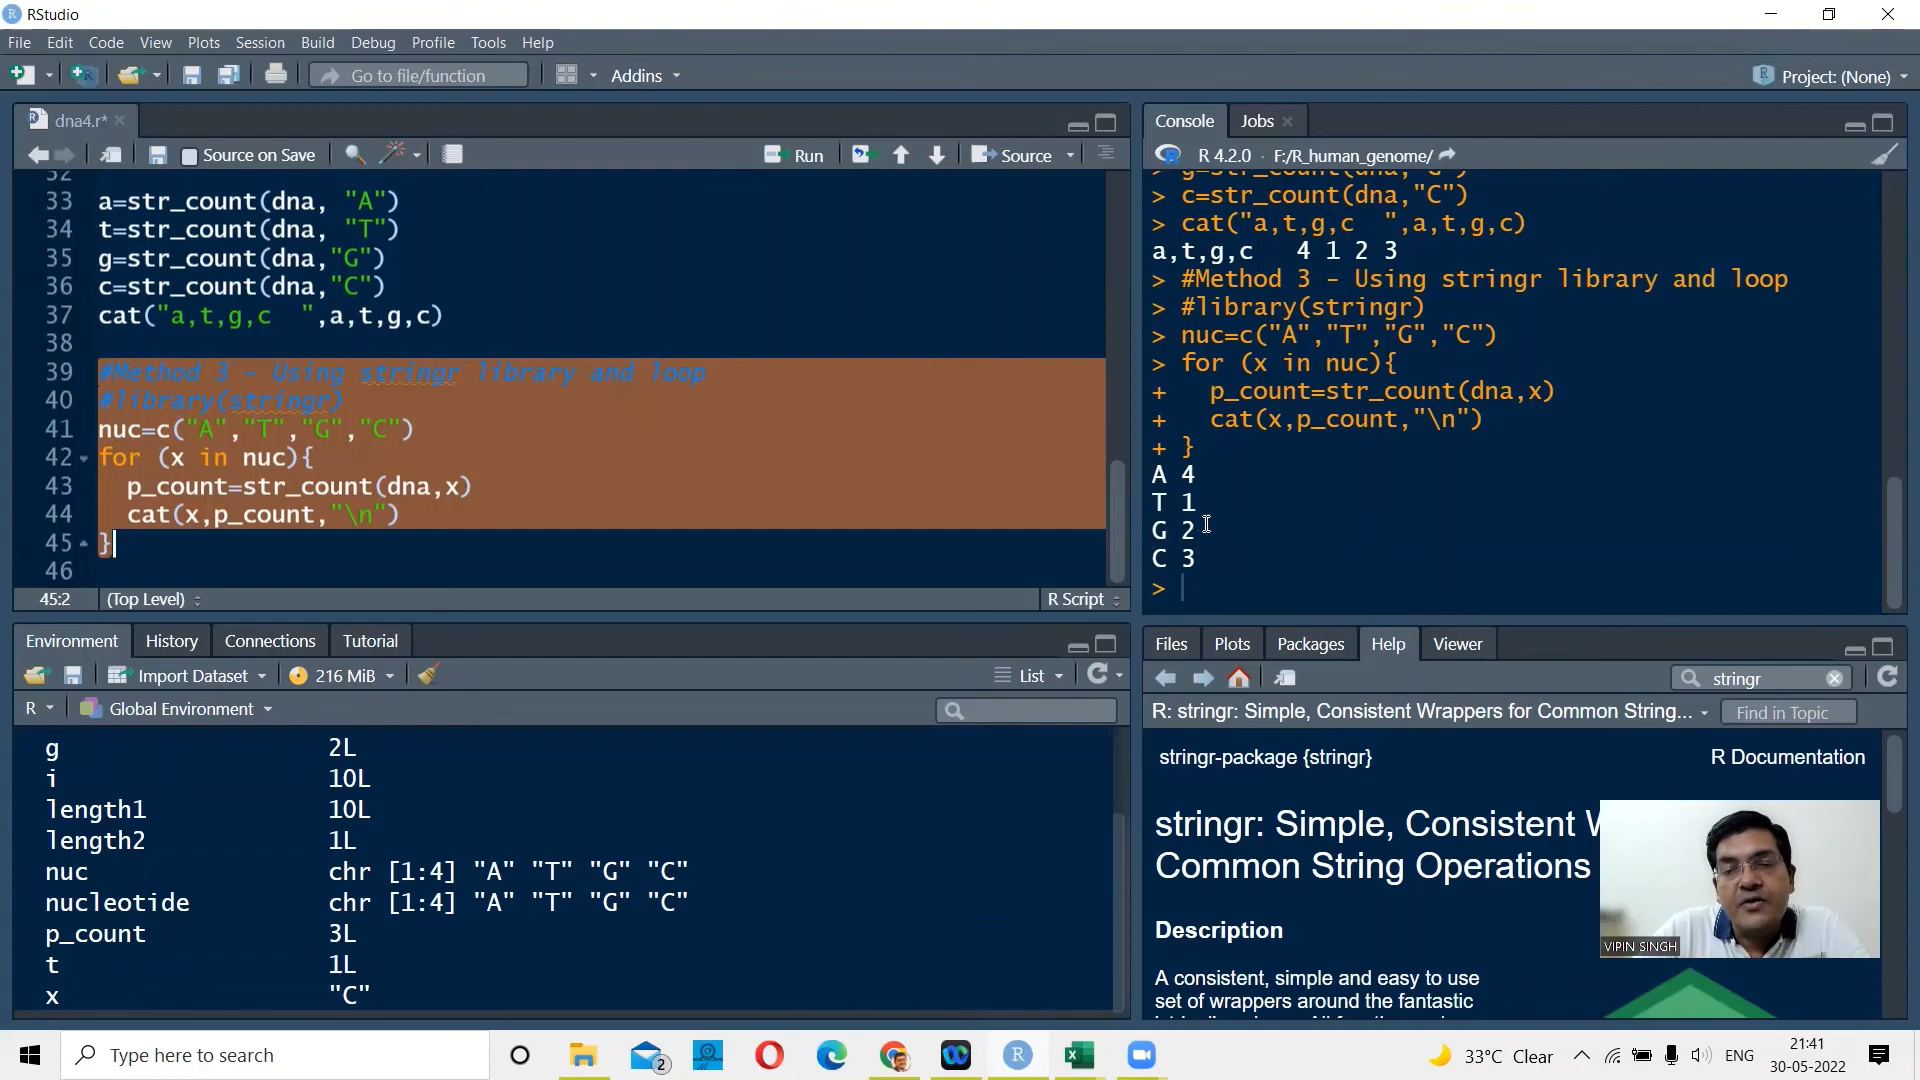 RStudio
File Edit Code View Plots Session Build Debug Profile Tools Help
Go to file/function Addins Project: (None)
dna4.r*
Source on Save Run Source
32
33 a=str_count(dna, "A")
34 t=str_count(dna, "T")
35 g=str_count(dna,"G")
36 c=str_count(dna,"C")
37 cat("a,t,g,c  ",a,t,g,c)
38
39 #Method 3 - Using stringr library and loop
40 #library(stringr)
41 nuc=c("A","T","G","C")
42 for (x in nuc){
43   p_count=str_count(dna,x)
44   cat(x,p_count,"\n")
45 }
46
45:2 (Top Level) R Script
Console Jobs
R 4.2.0 · F:/R_human_genome/
> g=str_count(dna,"G")
> c=str_count(dna,"C")
> cat("a,t,g,c  ",a,t,g,c)
a,t,g,c   4 1 2 3
> #Method 3 - Using stringr library and loop
> #library(stringr)
> nuc=c("A","T","G","C")
> for (x in nuc){
+   p_count=str_count(dna,x)
+   cat(x,p_count,"\n")
+ }
A 4
T 1
G 2
C 3
>
Environment History Connections Tutorial
Import Dataset 216 MiB List
R Global Environment
g 2L
i 10L
length1 10L
length2 1L
nuc chr [1:4] "A" "T" "G" "C"
nucleotide chr [1:4] "A" "T" "G" "C"
p_count 3L
t 1L
x "C"
Files Plots Packages Help Viewer
stringr
R: stringr: Simple, Consistent Wrappers for Common String... Find in Topic
stringr-package {stringr} R Documentation
stringr: Simple, Consistent W
Common String Operations
Description
A consistent, simple and easy to use
set of wrappers around the fantastic
VIPIN SINGH
Type here to search
2
33°C Clear ENG
21:41
30-05-2022